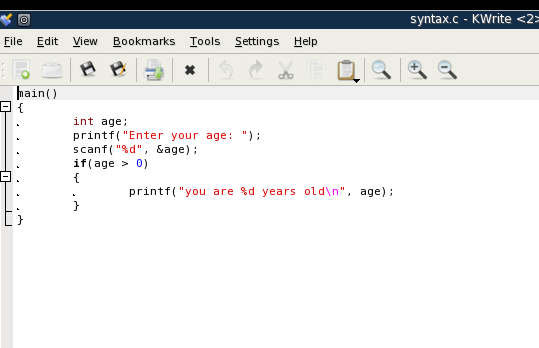 syntax.c - KWrite <2>
File Edit View Bookmarks Tools Settings Help
main()
{
        int age;
        printf("Enter your age: ");
        scanf("%d", &age);
        if(age > 0)
        {
                printf("you are %d years old\n", age);
        }
}